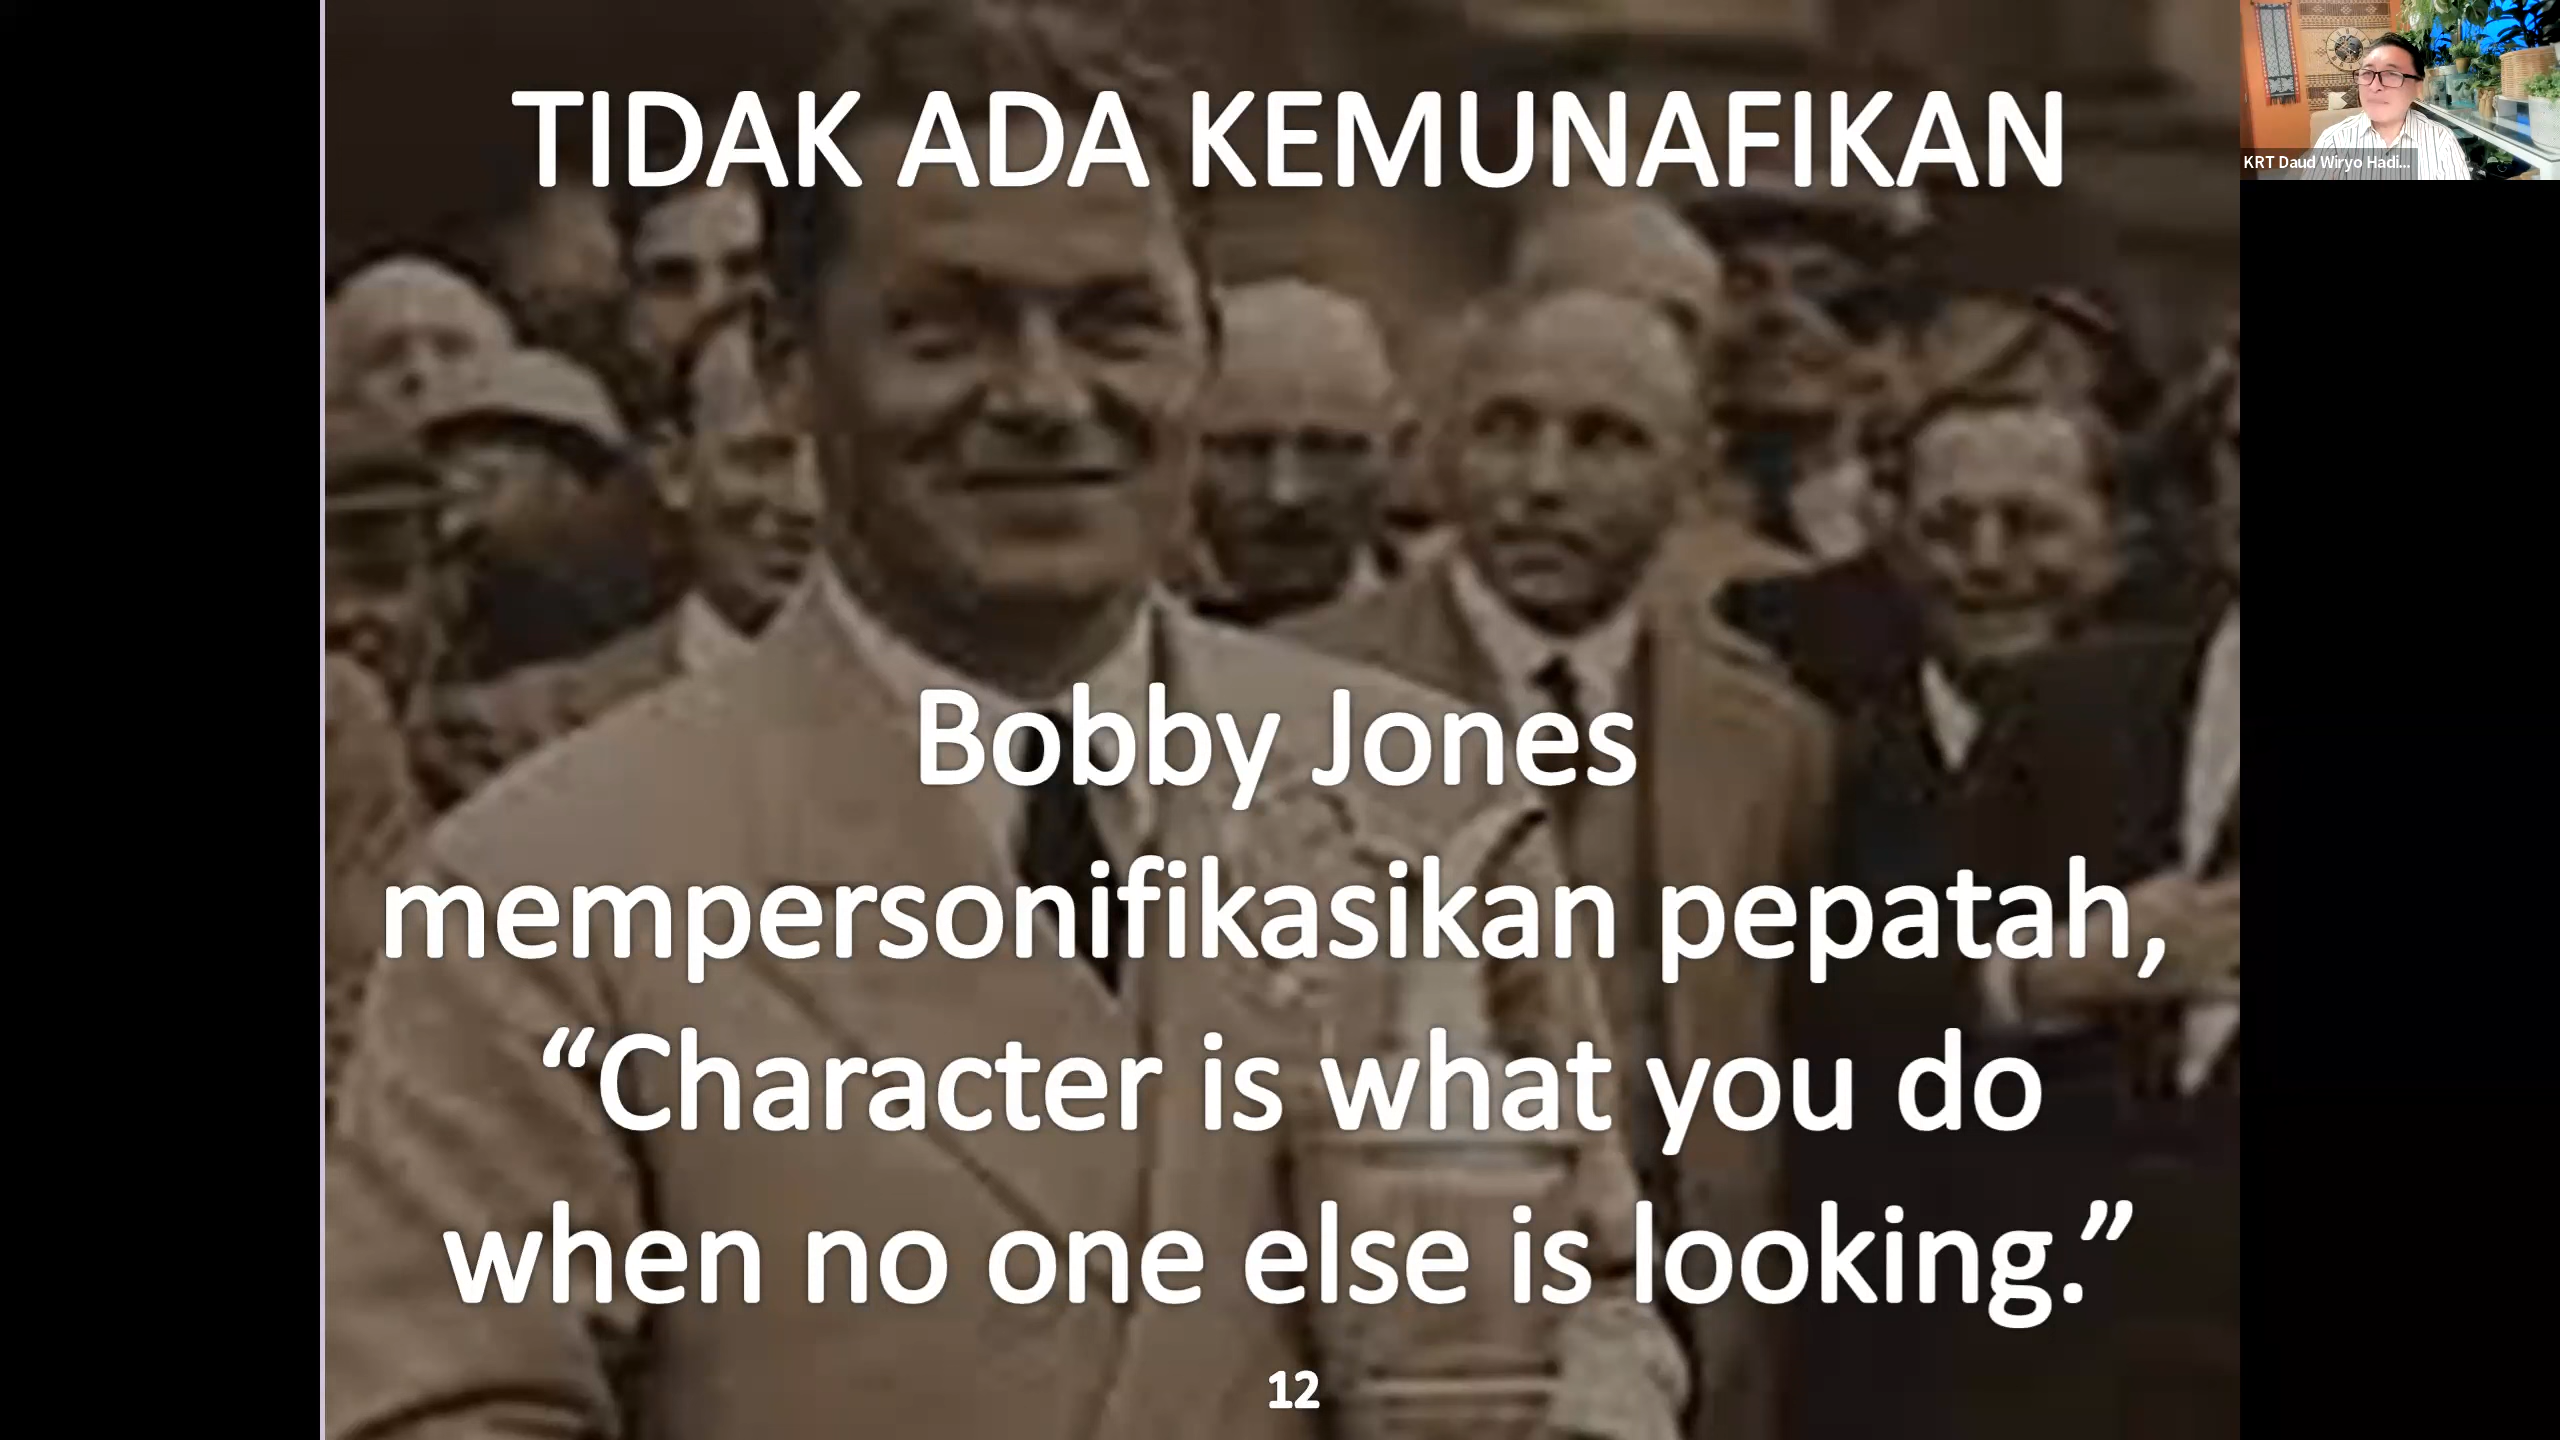 TIDAK ADA KEMUNAFIKAN
KRT Daud Wiryo Hadi...
Bobby Jones
mempersonifikasikan pepatah,
“Character is what you do
when no one else is looking.”
12